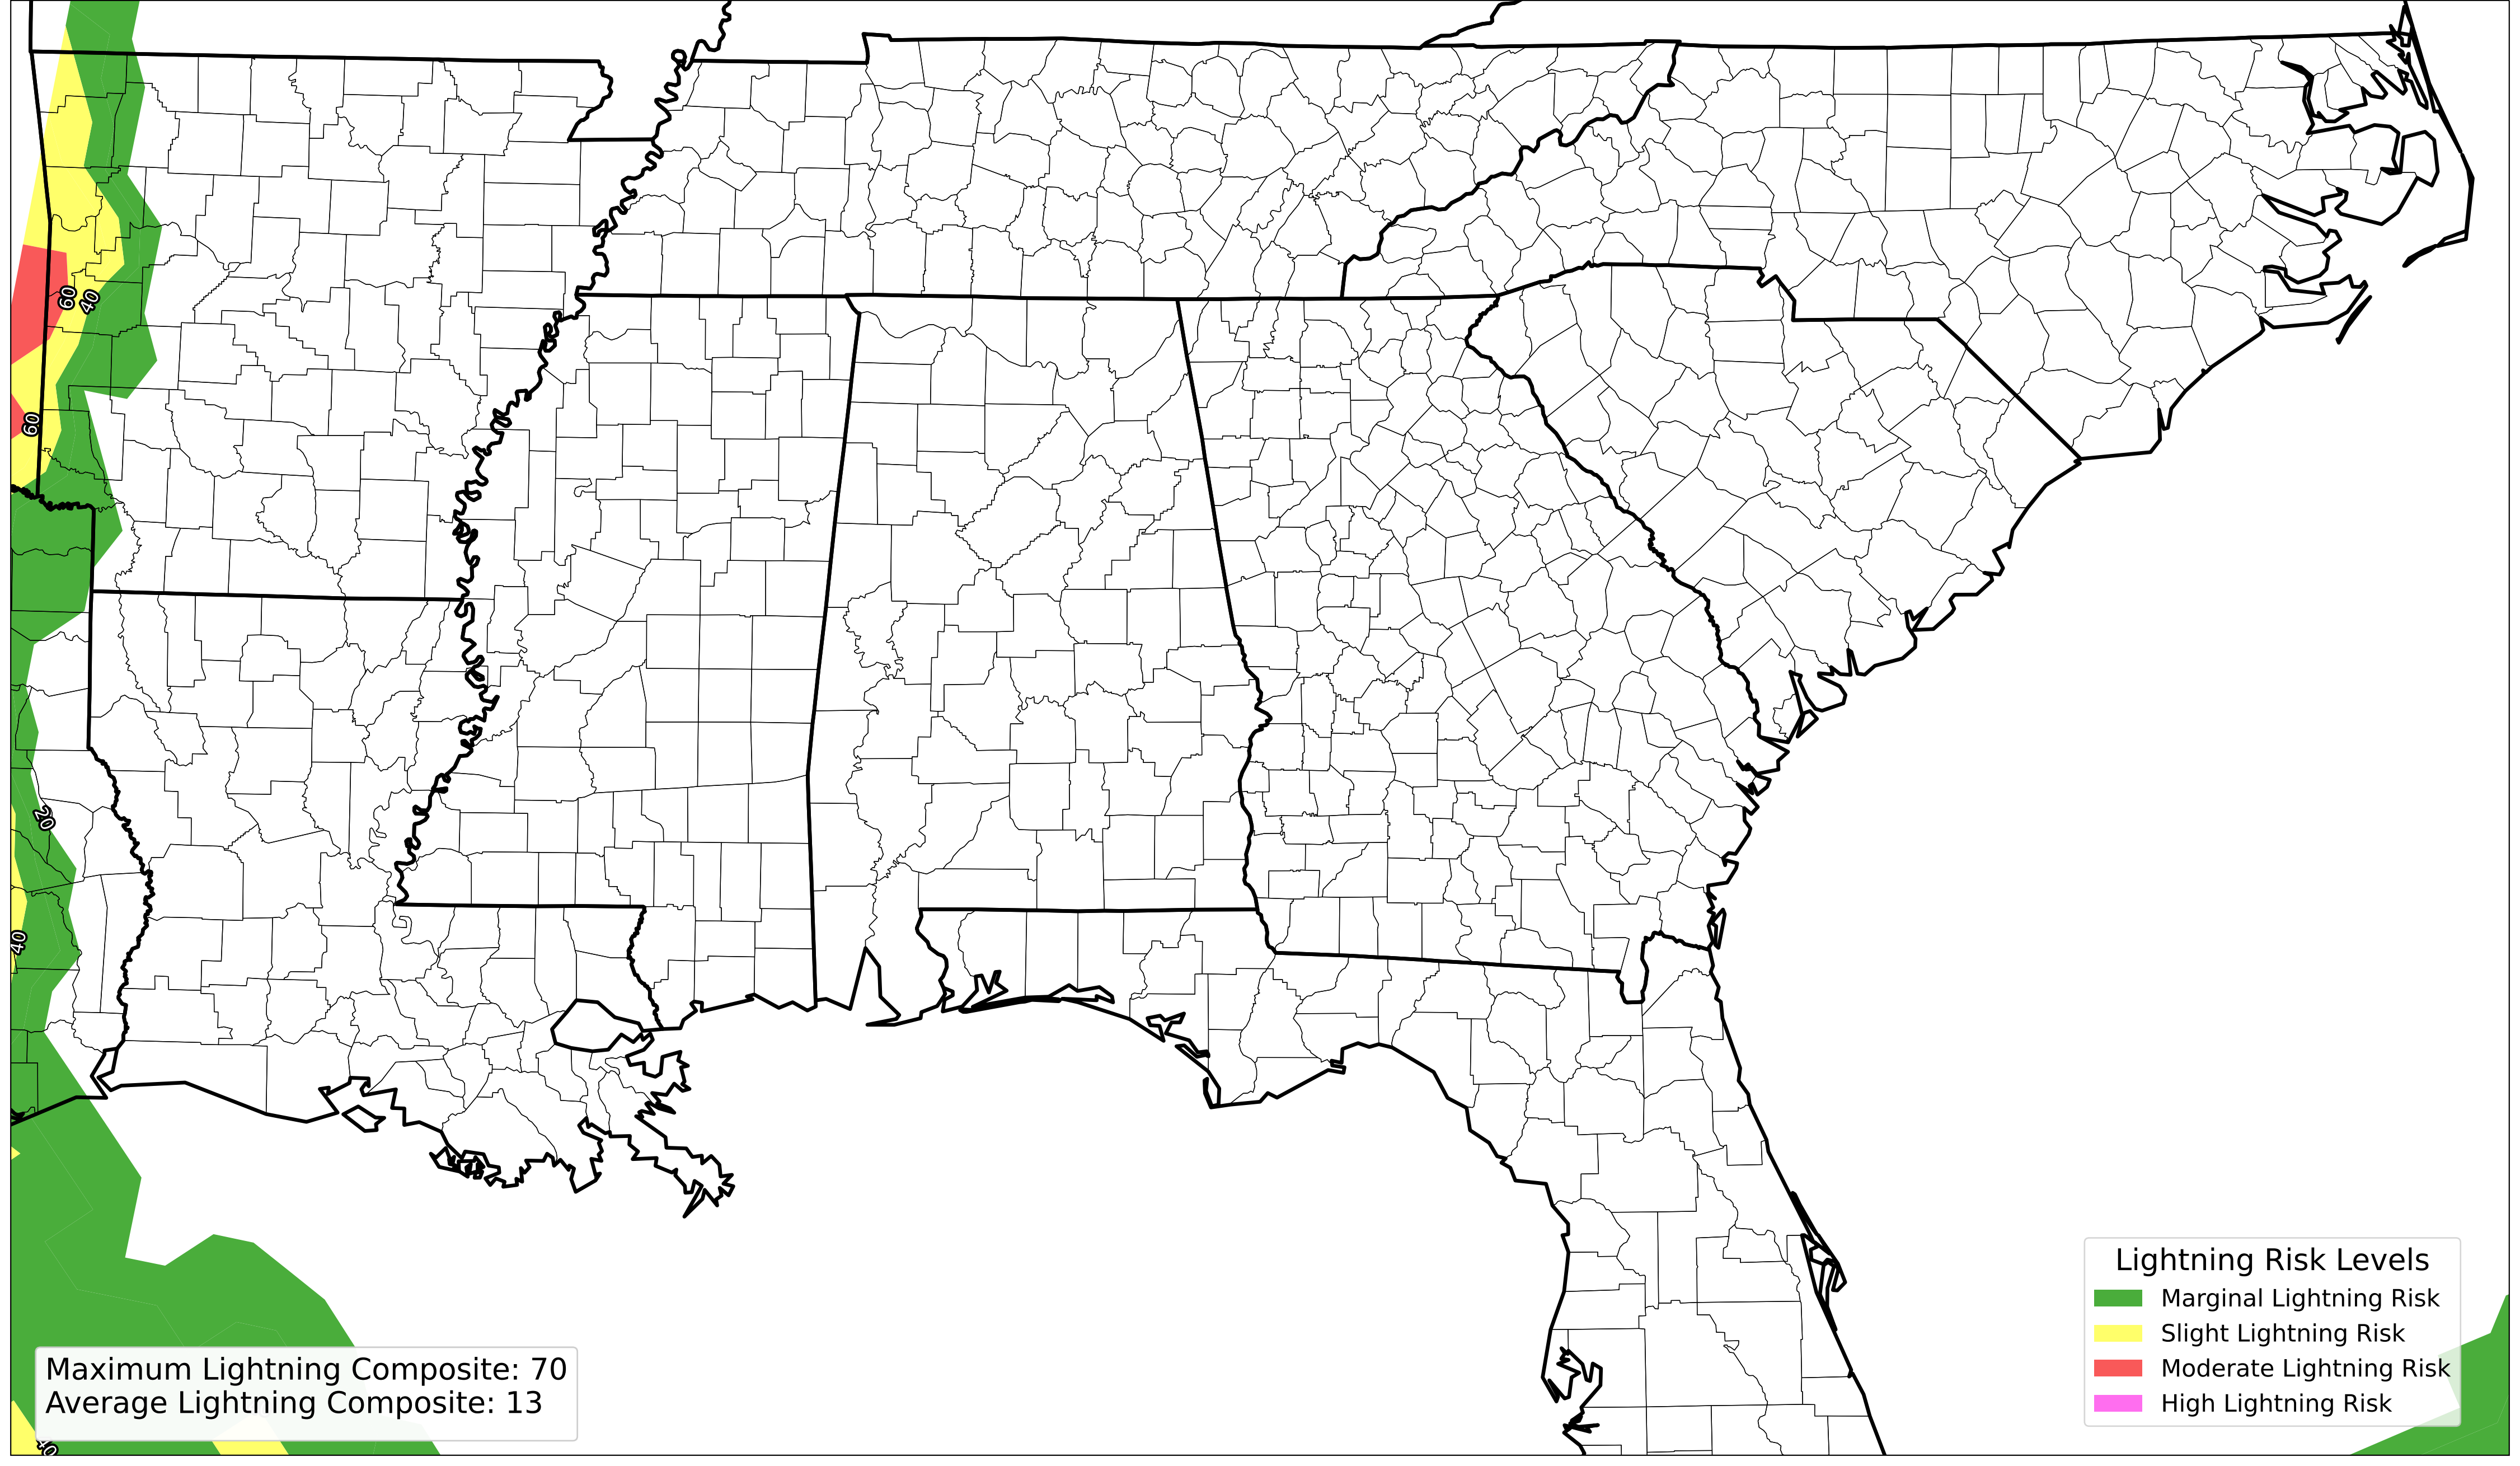 60
40
60
20
40
Lightning Risk Levels
Marginal Lightning Risk
Slight Lightning Risk
Moderate Lightning Risk
High Lightning Risk
Maximum Lightning Composite: 70
Average Lightning Composite: 13
40